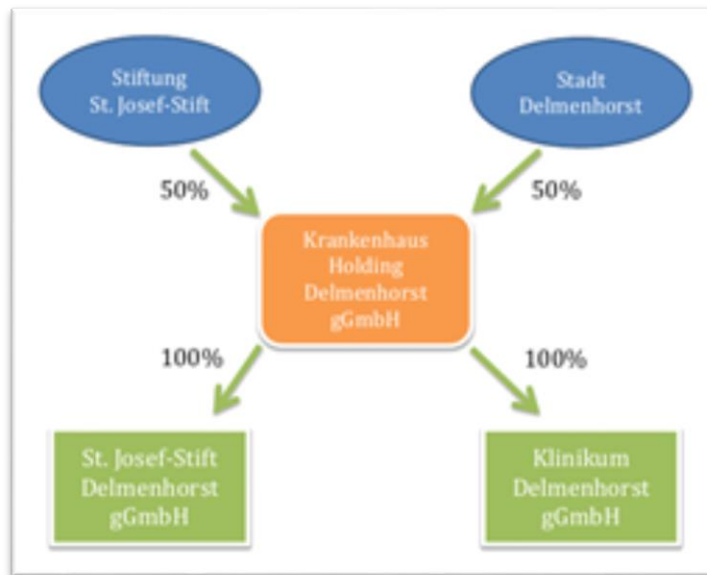 Stiftung
St. Josef-Stift
Stadt
Delmenhorst
50%
50%
Krankenhaus
Holding
Delmenhorst
gGmbH
100%
100%
St. Josef-Stift
Delmenhorst
gGmbH
Klinikum
Delmenhorst
gGmbH